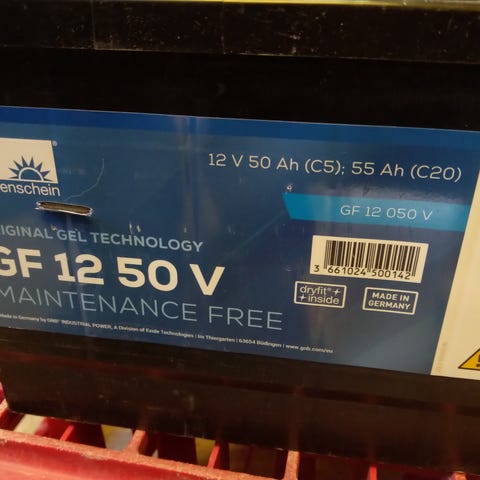 12 V 50 Ah (C5); 55 Ah (C20)
enschein
GF 12 050 V
RIGINAL GEL TECHNOLOGY
GF 12 50 V
3 661024 500142
MAINTENANCE FREE
dryfit+
+inside
MADE IN
GERMANY
Made in Germany by GNB® INDUSTRIAL POWER, A Division of Exide Technologies | Im Thiergarten | 63654 Büdingen | www.gnb.com/eu